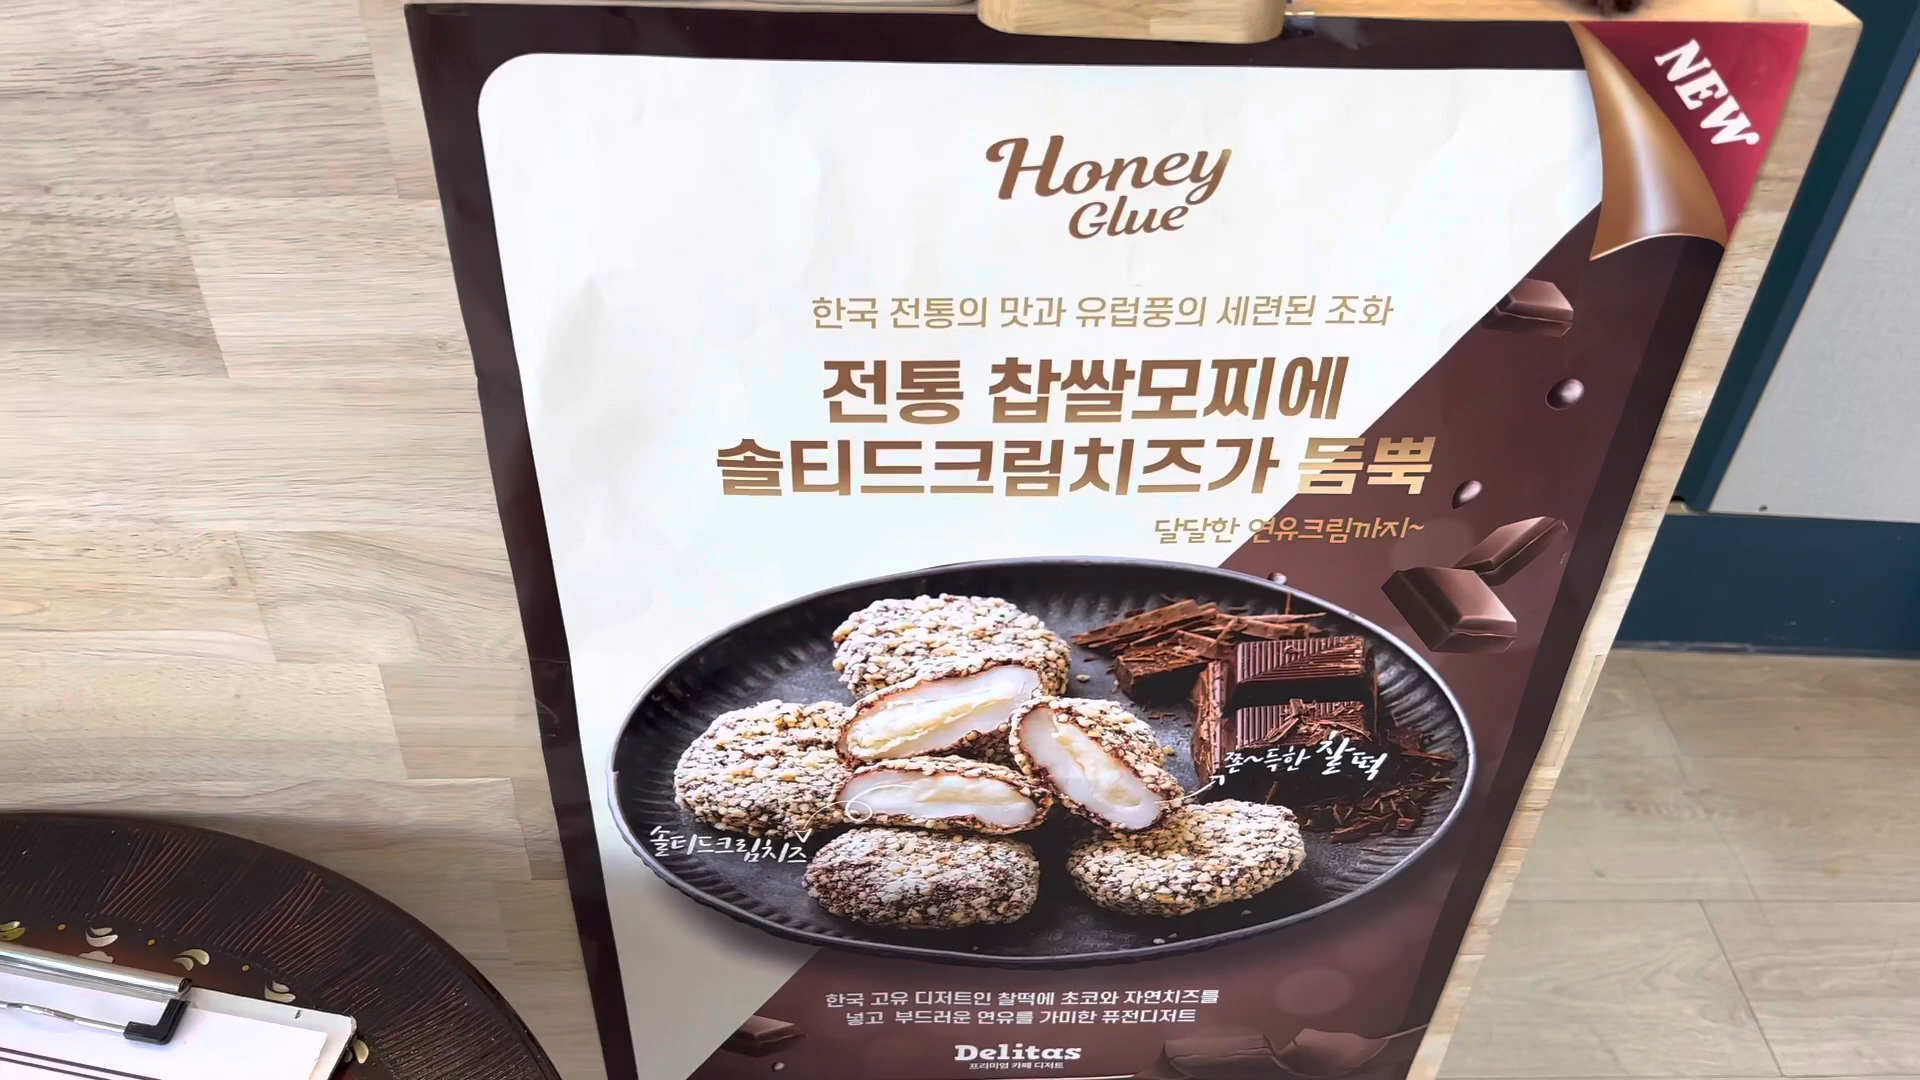 NEW
Honey
Glue
한국 전통의 맛과 유럽풍의 세련된 조화
전통 찹쌀모찌에
솔티드크림치즈가 듬뿍
달달한 연유크림까지~
쫀~득한 찰떡
솔티드크림치즈
한국 고유 디저트인 찰떡에 초코와 자연치즈를
넣고 부드러운 연유를 가미한 퓨전디저트
Delitas
프리미엄 카페 디저트